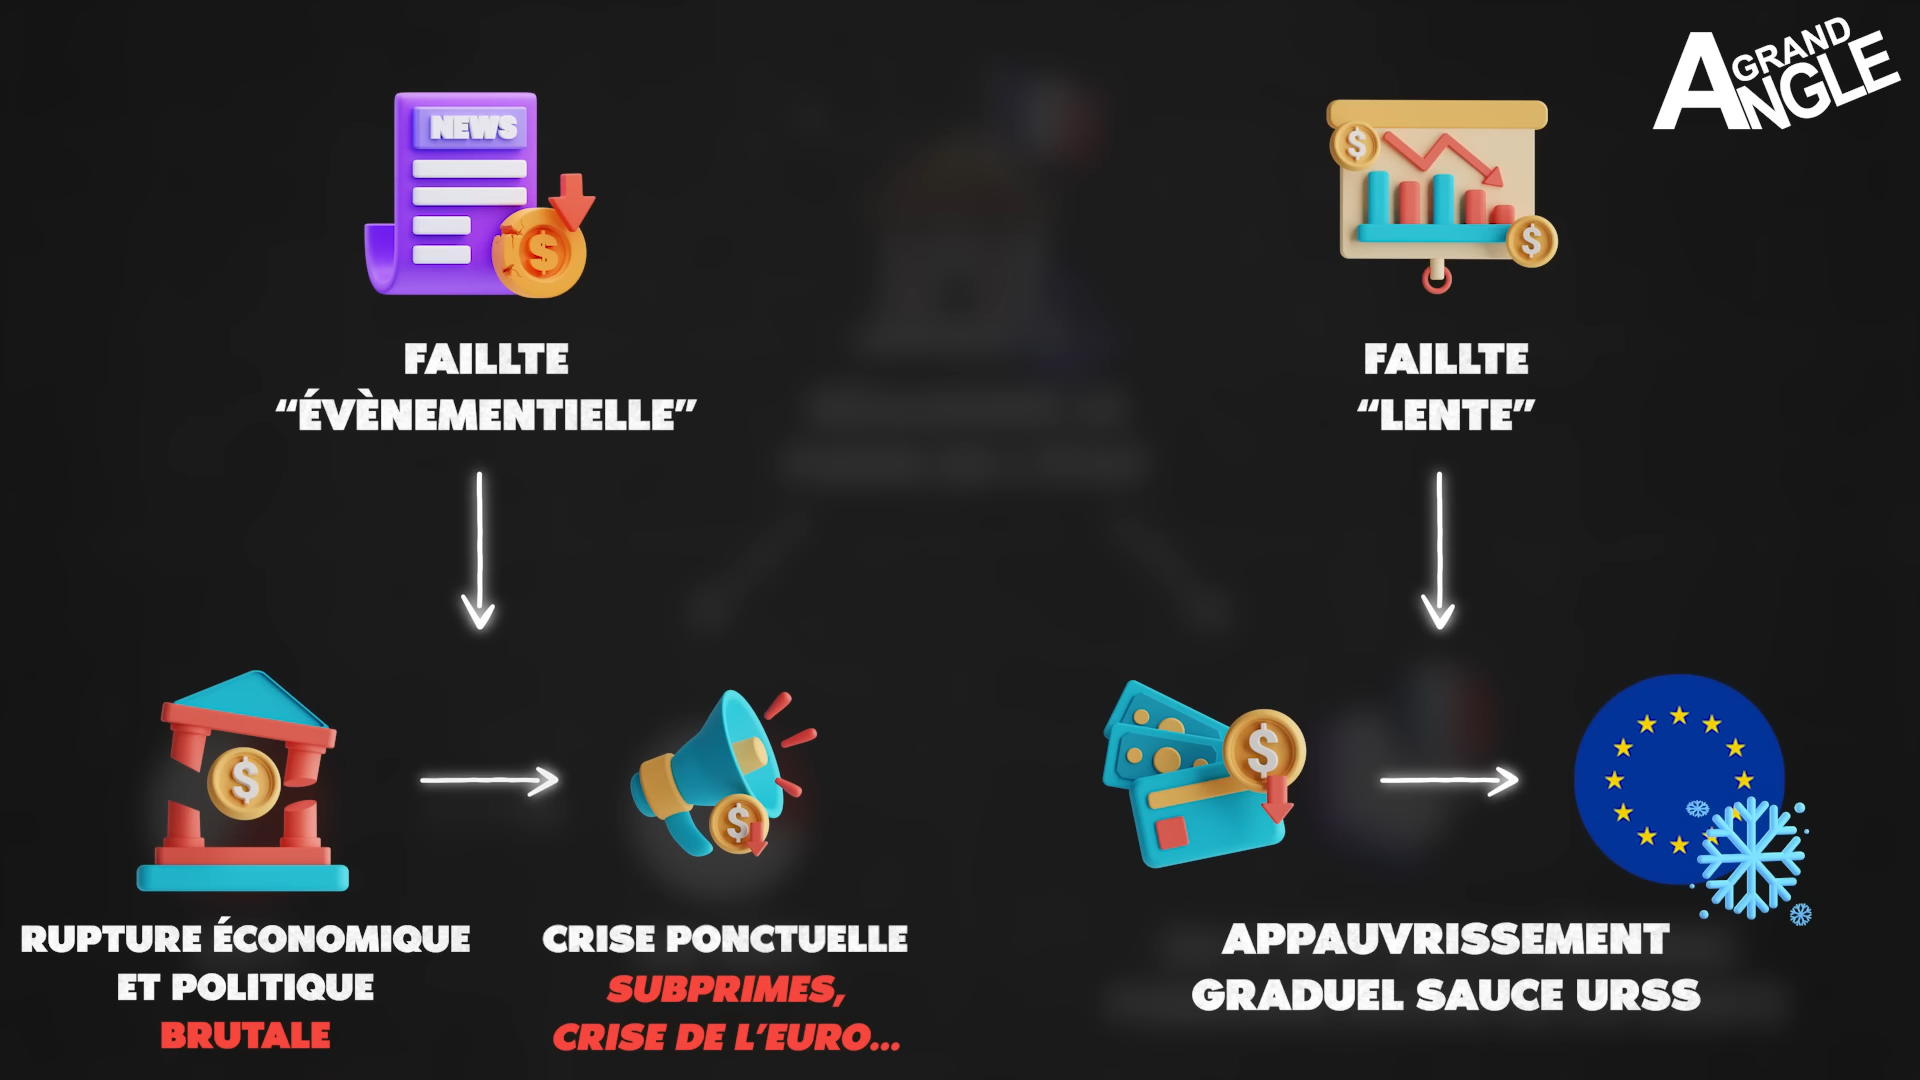 GRAND
ANGLE
NEWS
FAILLTE
“ÉVÈNEMENTIELLE”
FAILLTE
“LENTE”
RUPTURE ÉCONOMIQUE
ET POLITIQUE
BRUTALE
CRISE PONCTUELLE
SUBPRIMES,
CRISE DE L’EURO...
APPAUVRISSEMENT
GRADUEL SAUCE URSS